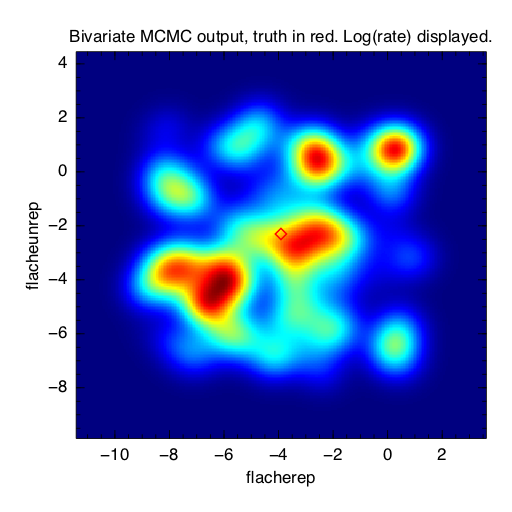 Bivariate MCMC output, truth in red. Log(rate) displayed.
4
2
0
−2
−4
−6
−8
flacheunrep
−10 −8 −6 −4 −2 0 2
flacherep